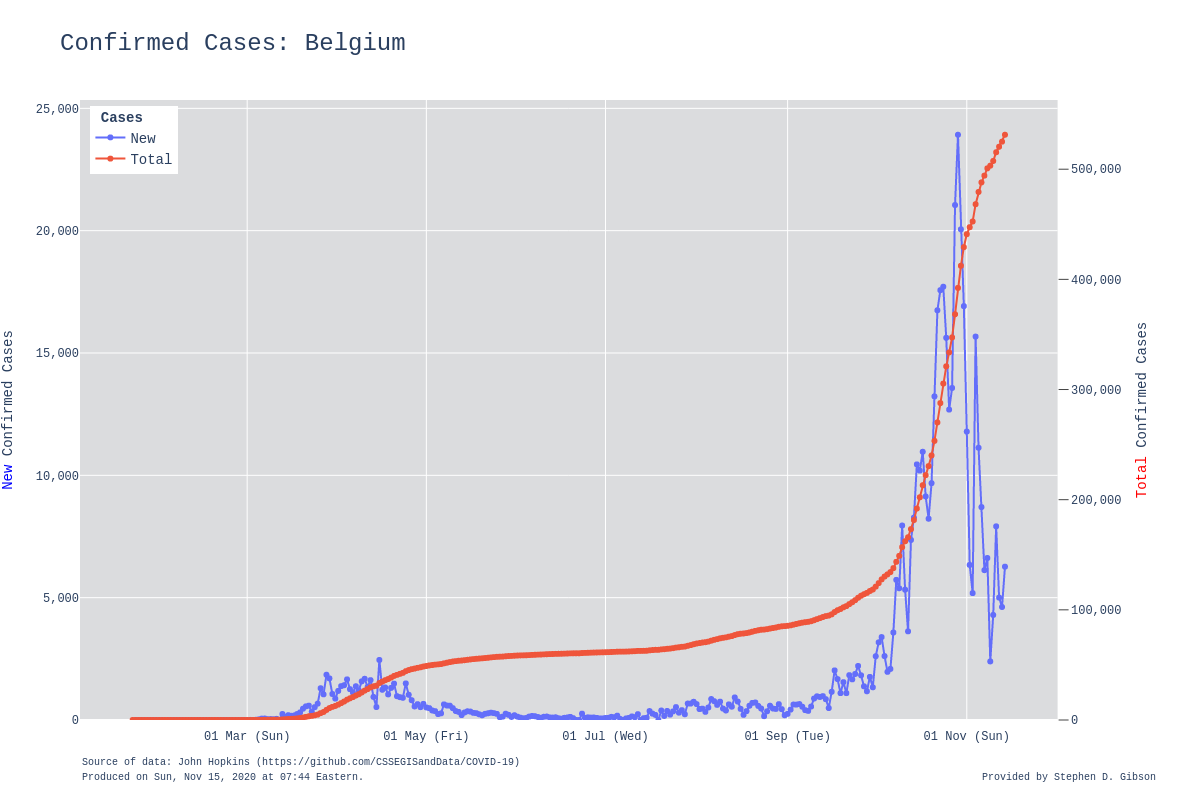 Confirmed Cases: Belgium
Cases
New
Total
25,000
20,000
15,000
10,000
5,000
0
500,000
400,000
300,000
200,000
100,000
0
New Confirmed Cases
Total Confirmed Cases
01 Mar (Sun)
01 May (Fri)
01 Jul (Wed)
01 Sep (Tue)
01 Nov (Sun)
Source of data: John Hopkins (https://github.com/CSSEGISandData/COVID-19)
Produced on Sun, Nov 15, 2020 at 07:44 Eastern.
Provided by Stephen D. Gibson